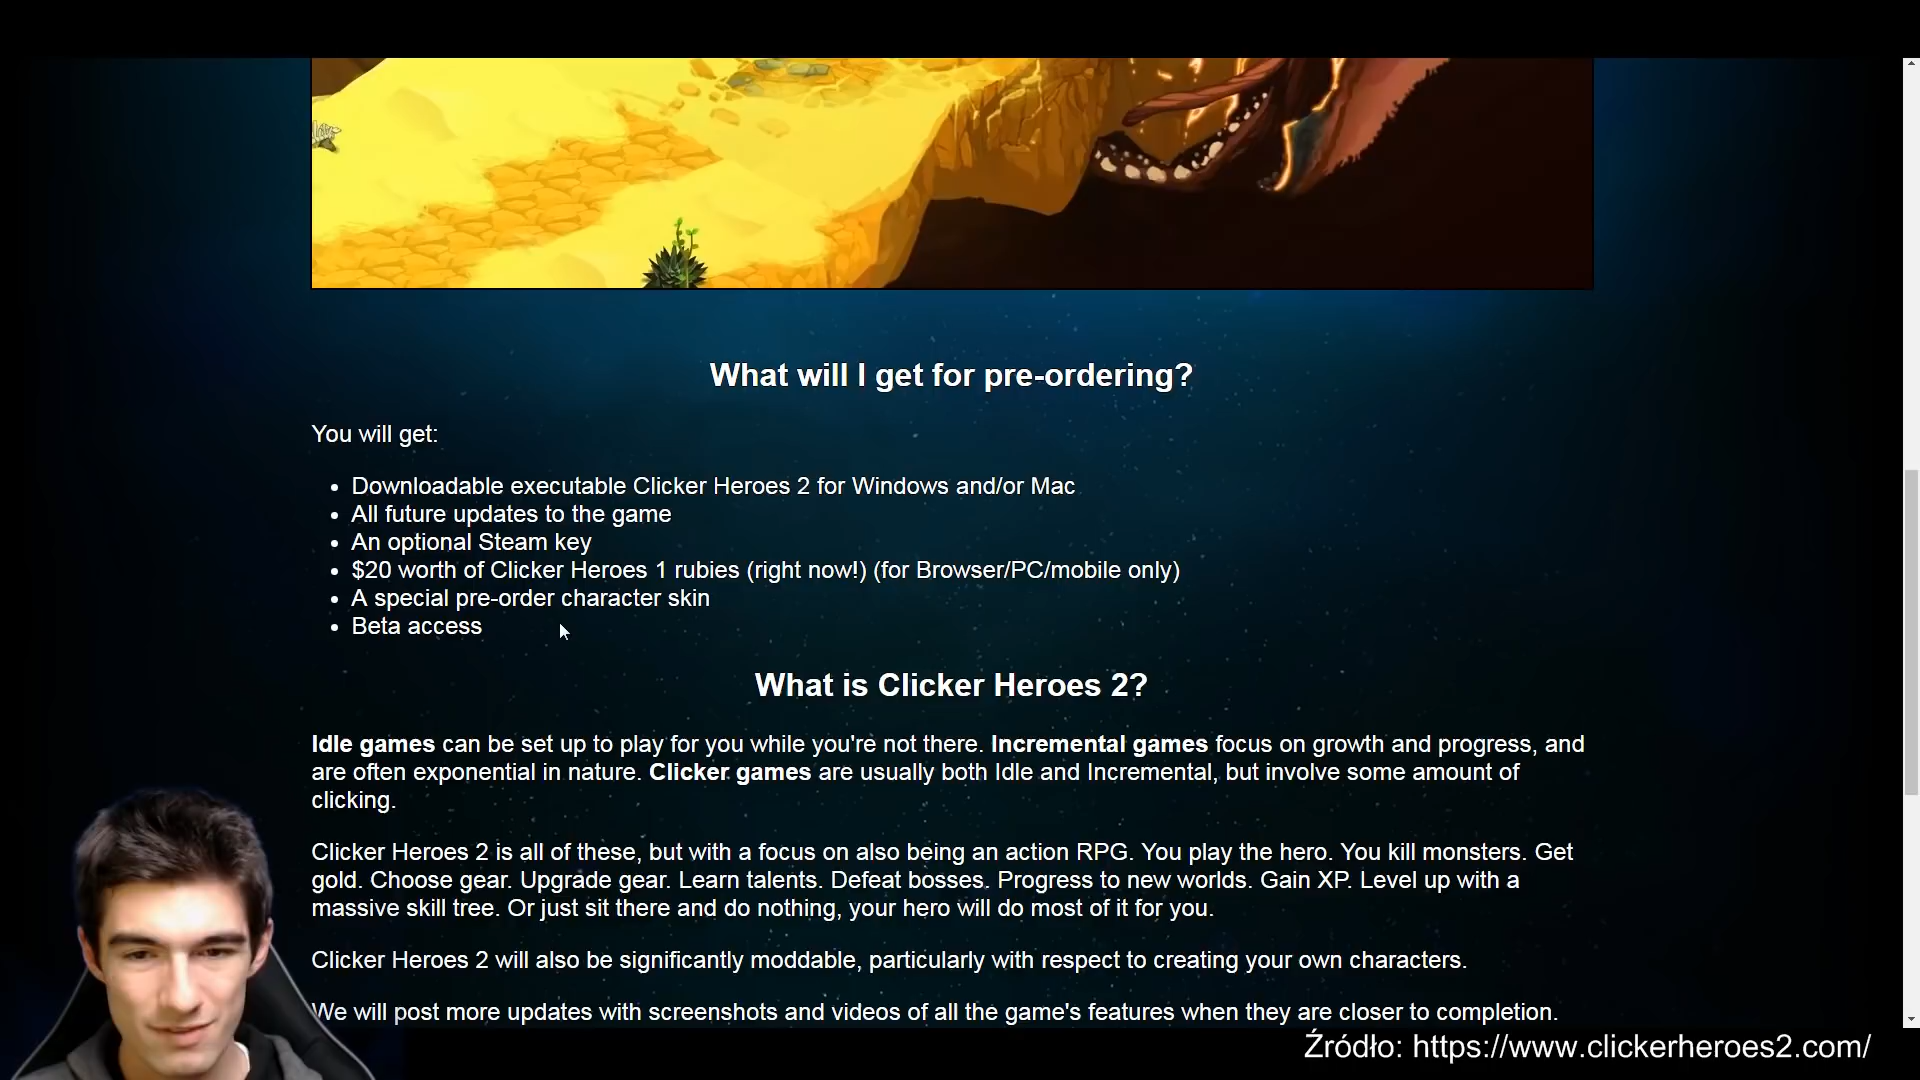 What will I get for pre-ordering?
You will get:
Downloadable executable Clicker Heroes 2 for Windows and/or Mac
All future updates to the game
An optional Steam key
$20 worth of Clicker Heroes 1 rubies (right now!) (for Browser/PC/mobile only)
A special pre-order character skin
Beta access
What is Clicker Heroes 2?
Idle games can be set up to play for you while you're not there. Incremental games focus on growth and progress, and
are often exponential in nature. Clicker games are usually both Idle and Incremental, but involve some amount of
clicking.
Clicker Heroes 2 is all of these, but with a focus on also being an action RPG. You play the hero. You kill monsters. Get
gold. Choose gear. Upgrade gear. Learn talents. Defeat bosses. Progress to new worlds. Gain XP. Level up with a
massive skill tree. Or just sit there and do nothing, your hero will do most of it for you.
Clicker Heroes 2 will also be significantly moddable, particularly with respect to creating your own characters.
We will post more updates with screenshots and videos of all the game's features when they are closer to completion.
Źródło: https://www.clickerheroes2.com/